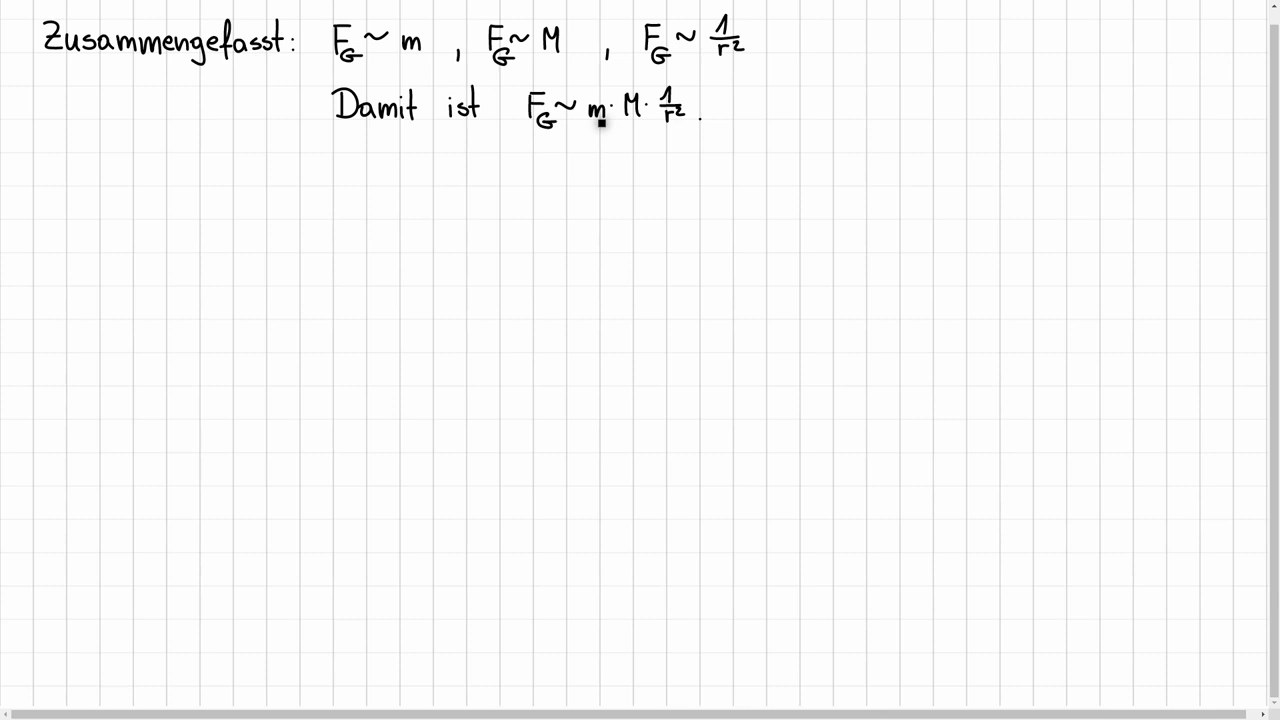 Zusammengefasst: F_G ~ m , F_G ~ M , F_G ~ 1/r²
Damit ist F_G ~ m · M · 1/r² .